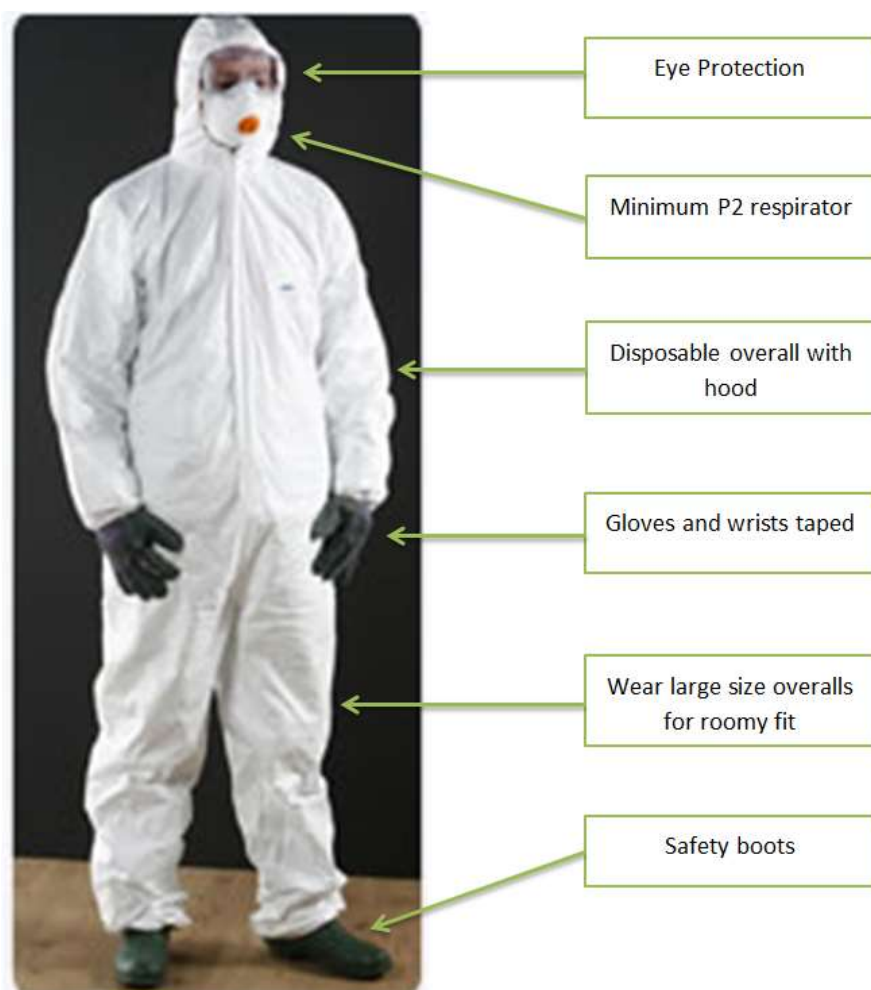 Eye Protection
Minimum P2 respirator
Disposable overall with
hood
Gloves and wrists taped
Wear large size overalls
for roomy fit
Safety boots